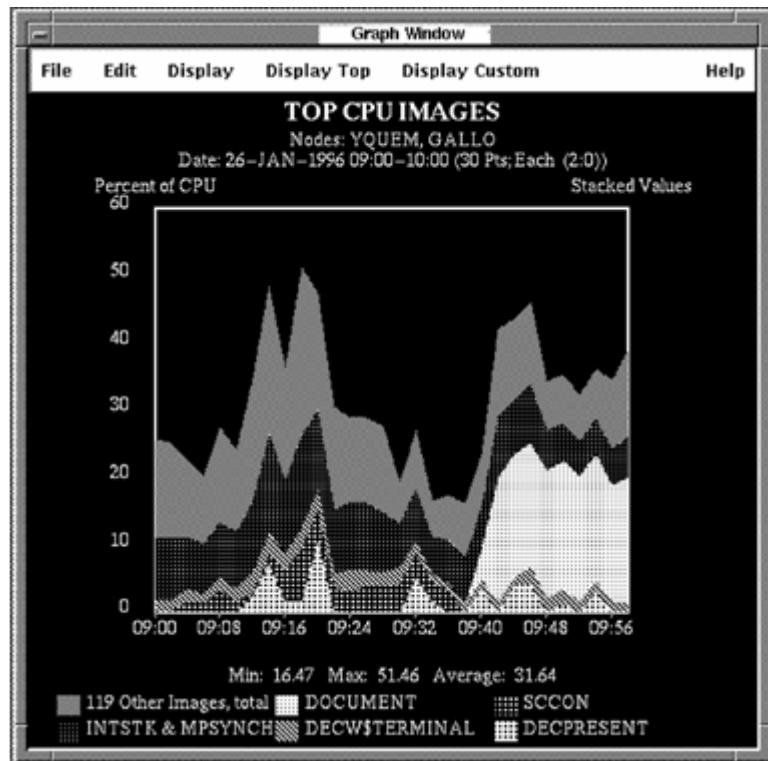 Graph Window
File Edit Display Display Top Display Custom Help
TOP CPU IMAGES
Nodes: YQUEM, GALLO
Date: 26-JAN-1996 09:00-10:00 (30 Pts;Each (2:0))
Percent of CPU Stacked Values
60
50
40
30
20
10
0
09:00 09:08 09:16 09:24 09:32 09:40 09:48 09:56
Min: 16.47 Max: 51.46 Average: 31.64
119 Other Images, total DOCUMENT SCCON
INTSTK & MPSYNCH DECW$TERMINAL DECPRESENT